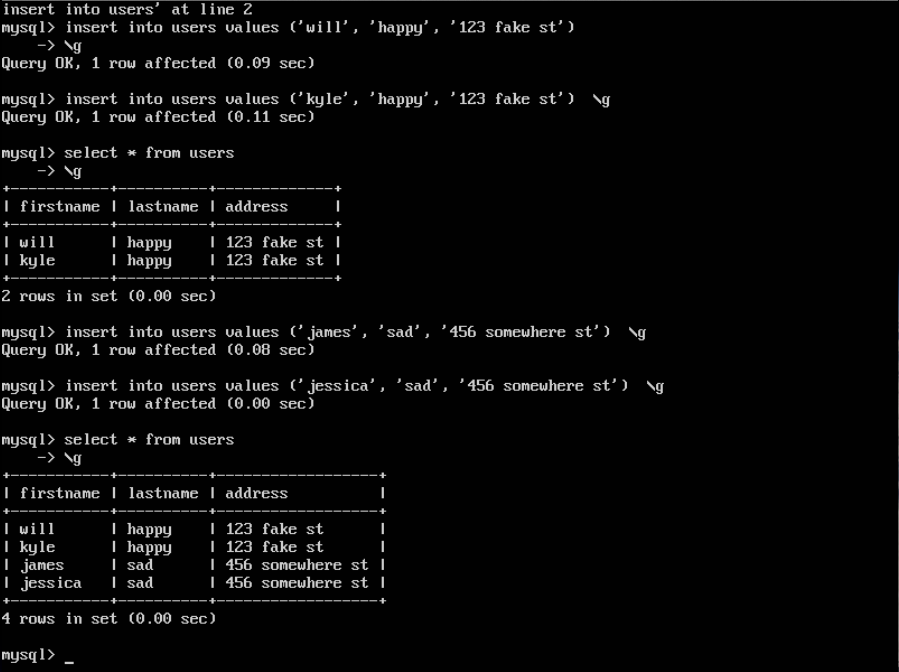 insert into users' at line 2
mysql> insert into users values ('will', 'happy', '123 fake st')
    -> \g
Query OK, 1 row affected (0.09 sec)

mysql> insert into users values ('kyle', 'happy', '123 fake st')  \g
Query OK, 1 row affected (0.11 sec)

mysql> select * from users
    -> \g
+-----------+----------+-------------+
| firstname | lastname | address     |
+-----------+----------+-------------+
| will      | happy    | 123 fake st |
| kyle      | happy    | 123 fake st |
+-----------+----------+-------------+
2 rows in set (0.00 sec)

mysql> insert into users values ('james', 'sad', '456 somewhere st')  \g
Query OK, 1 row affected (0.08 sec)

mysql> insert into users values ('jessica', 'sad', '456 somewhere st')  \g
Query OK, 1 row affected (0.00 sec)

mysql> select * from users
    -> \g
+-----------+----------+------------------+
| firstname | lastname | address          |
+-----------+----------+------------------+
| will      | happy    | 123 fake st      |
| kyle      | happy    | 123 fake st      |
| james     | sad      | 456 somewhere st |
| jessica   | sad      | 456 somewhere st |
+-----------+----------+------------------+
4 rows in set (0.00 sec)

mysql> _